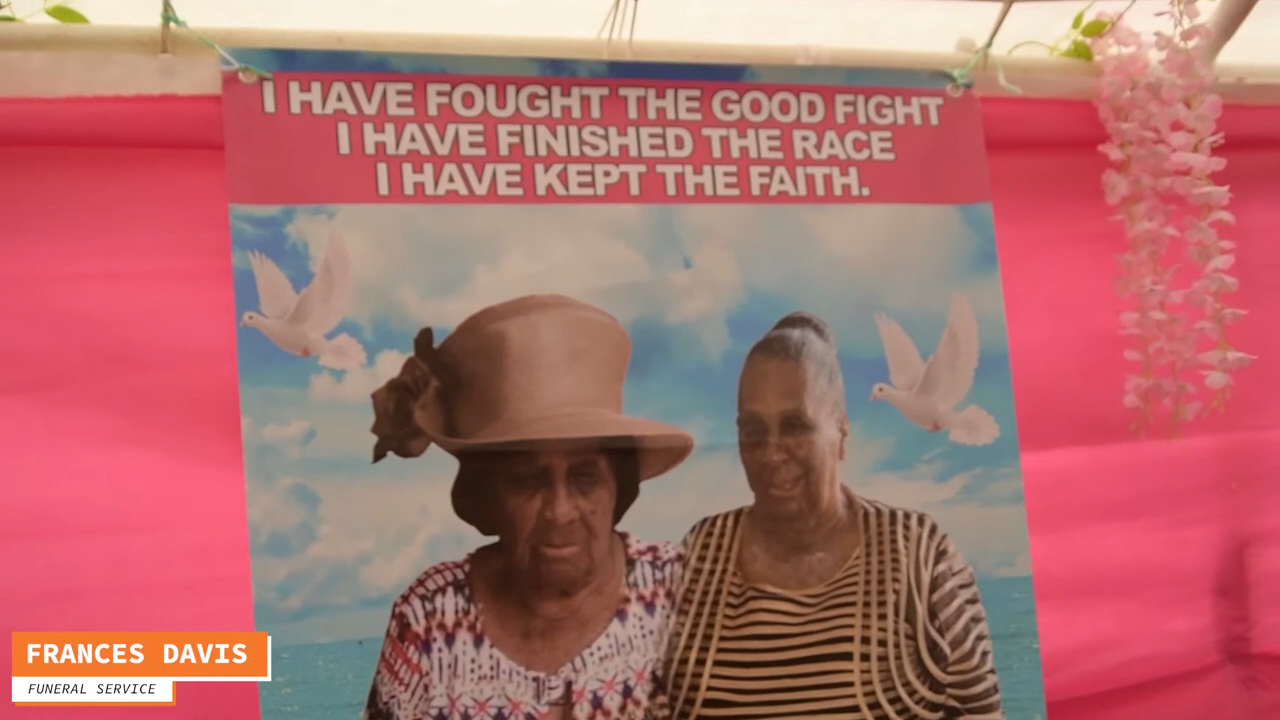 I HAVE FOUGHT THE GOOD FIGHT
I HAVE FINISHED THE RACE
I HAVE KEPT THE FAITH.
FRANCES DAVIS
FUNERAL SERVICE